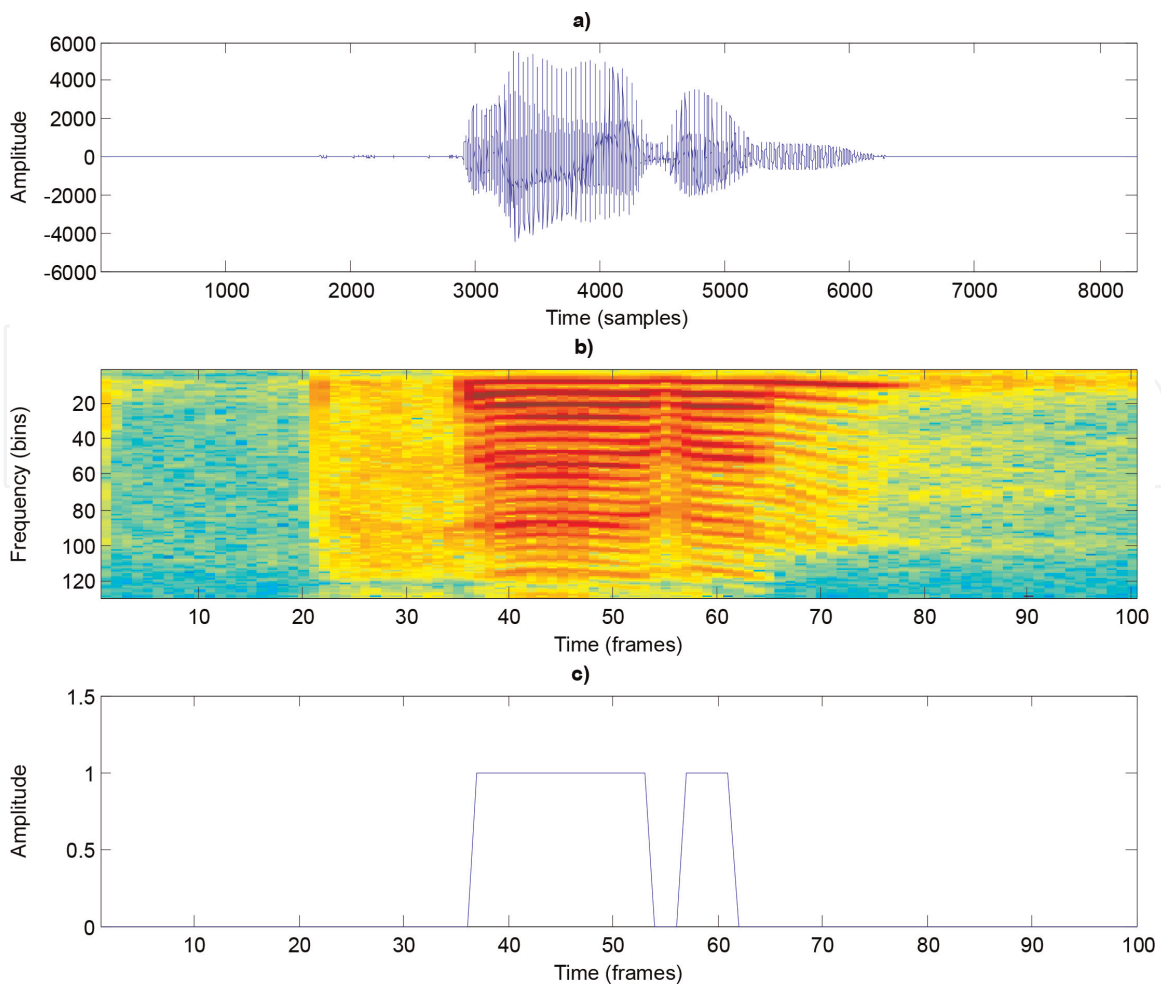 a)
6000
4000
2000
0
-2000
-4000
-6000
Amplitude
1000 2000 3000 4000 5000 6000 7000 8000
Time (samples)
b)
20
40
60
80
100
120
Frequency (bins)
10 20 30 40 50 60 70 80 90 100
Time (frames)
c)
1.5
1
0.5
0
Amplitude
10 20 30 40 50 60 70 80 90 100
Time (frames)